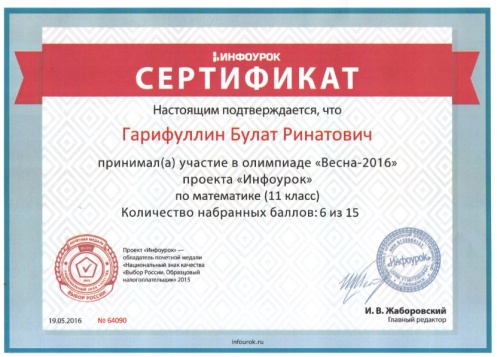 ИНФОУРОК
СЕРТИФИКАТ
Настоящим подтверждается, что
Гарифуллин Булат Ринатович
принимал(а) участие в олимпиаде «Весна-2016»
проекта «Инфоурок»
по математике (11 класс)
Количество набранных баллов: 6 из 15
Проект «Инфоурок» —
обладатель почетной медали
«Национальный знак качества
«Выбор России, Образцовый
налогоплательщик» 2015
ВЫБОР РОССИИ
«Инфоурок»
И. В. Жаборовский
Главный редактор
19.05.2016 № 64090
infourok.ru